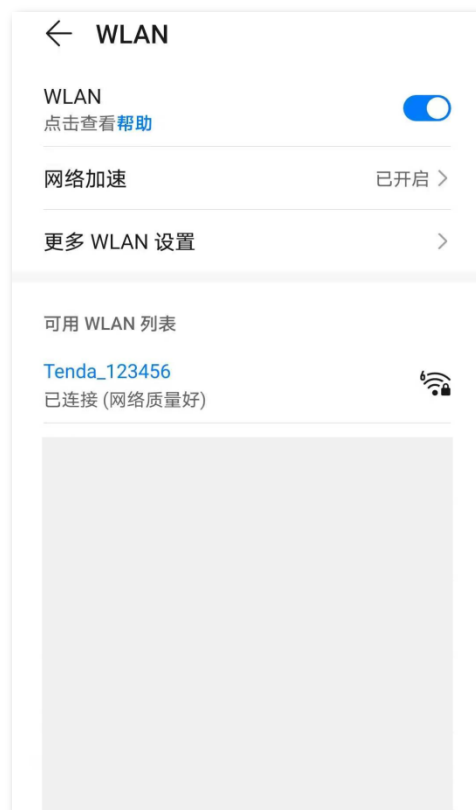 WLAN
WLAN
点击查看帮助
网络加速
已开启
更多 WLAN 设置
可用 WLAN 列表
Tenda_123456
6
已连接 (网络质量好)